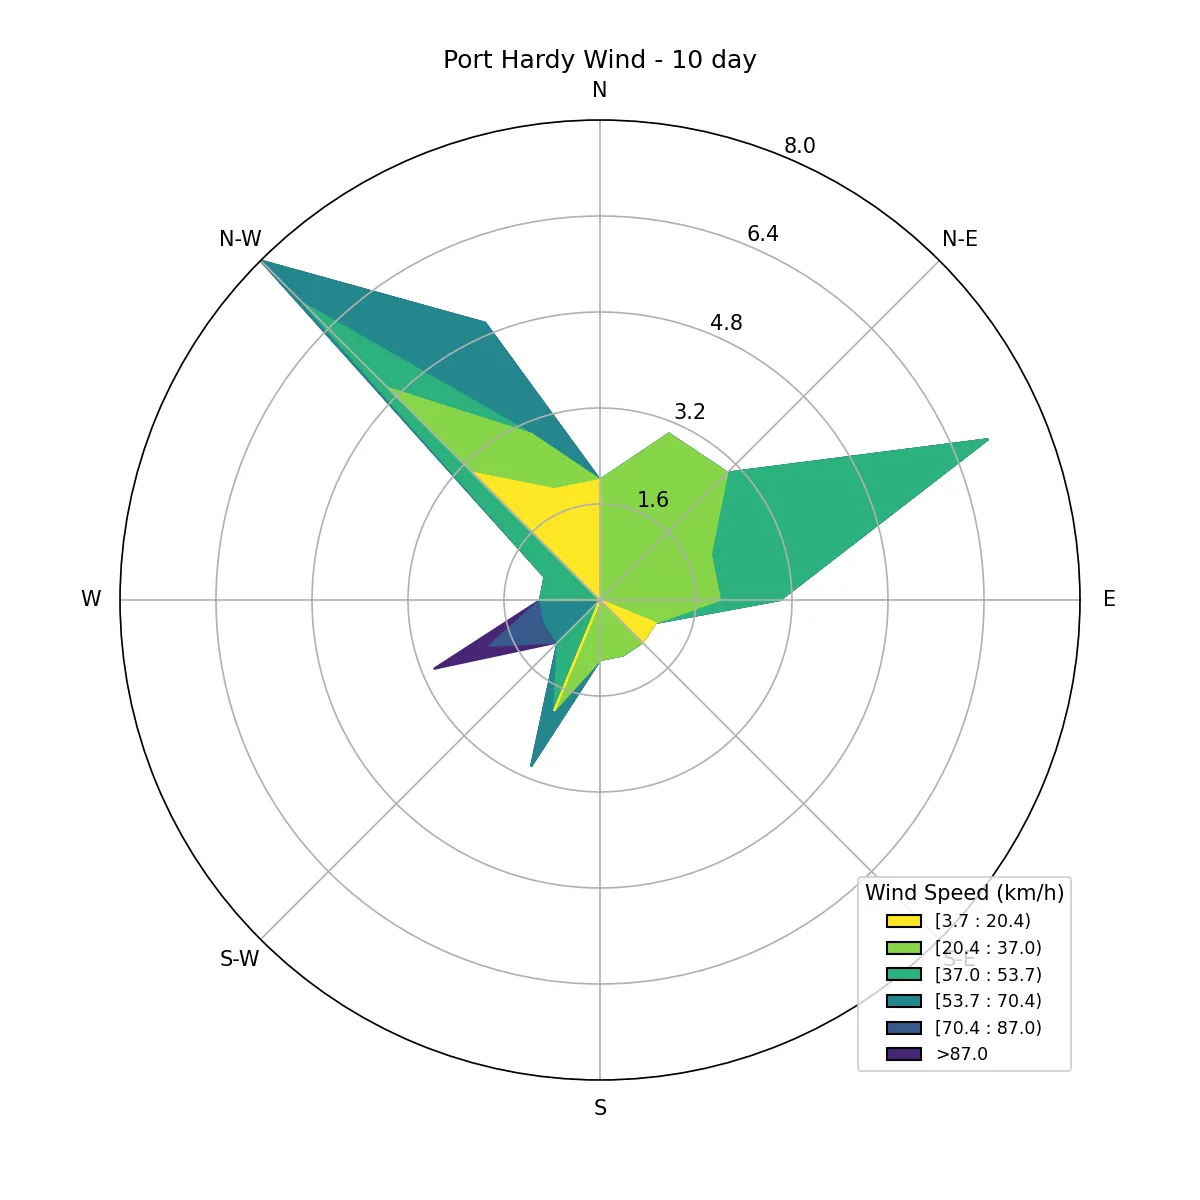 Port Hardy Wind - 10 day
N
8.0
N-W
6.4
N-E
4.8
3.2
1.6
W
E
Wind Speed (km/h)
[3.7 : 20.4)
[20.4 : 37.0)
S-W
S-E
[37.0 : 53.7)
[53.7 : 70.4)
[70.4 : 87.0)
>87.0
S